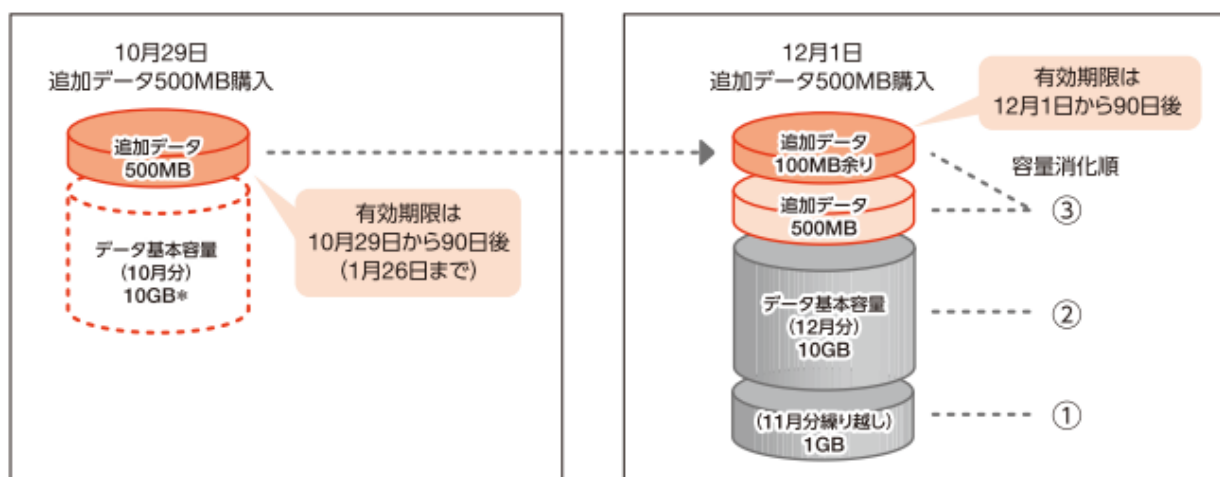 10月29日
追加データ500MB購入
追加データ
500MB
有効期限は
10月29日から90日後
(1月26日まで)
データ基本容量
(10月分)
10GB*
12月1日
追加データ500MB購入
有効期限は
12月1日から90日後
追加データ
100MB余り
容量消化順
追加データ
500MB
③
データ基本容量
(12月分)
10GB
②
(11月分繰り越し)
1GB
①